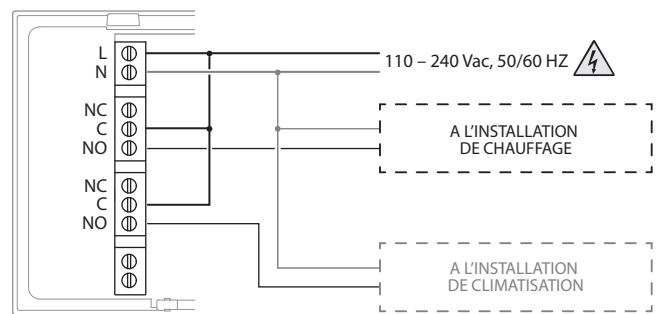 L
N
110 – 240 Vac, 50/60 HZ
NC
C
NO
A L’INSTALLATION
DE CHAUFFAGE
NC
C
NO
A L’INSTALLATION
DE CLIMATISATION